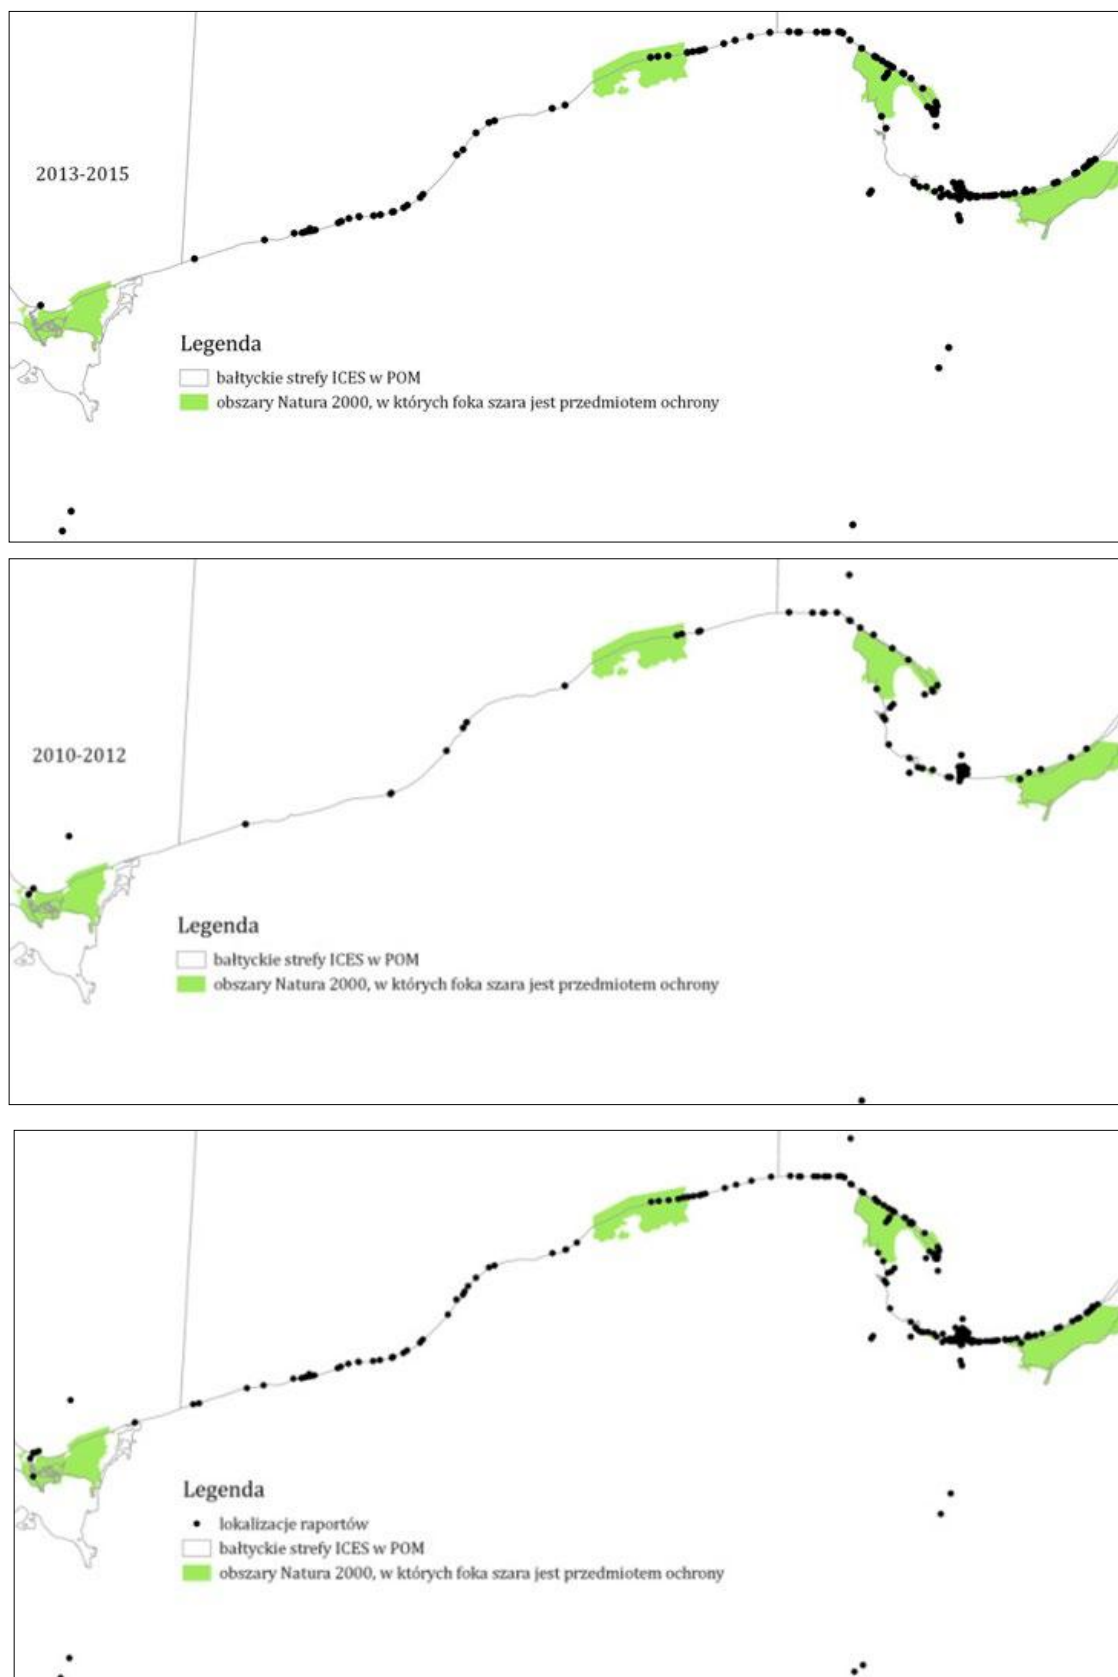 2013-2015
Legenda
bałtyckie strefy ICES w POM
obszary Natura 2000, w których foka szara jest przedmiotem ochrony
2010-2012
Legenda
bałtyckie strefy ICES w POM
obszary Natura 2000, w których foka szara jest przedmiotem ochrony
Legenda
lokalizacje raportów
bałtyckie strefy ICES w POM
obszary Natura 2000, w których foka szara jest przedmiotem ochrony